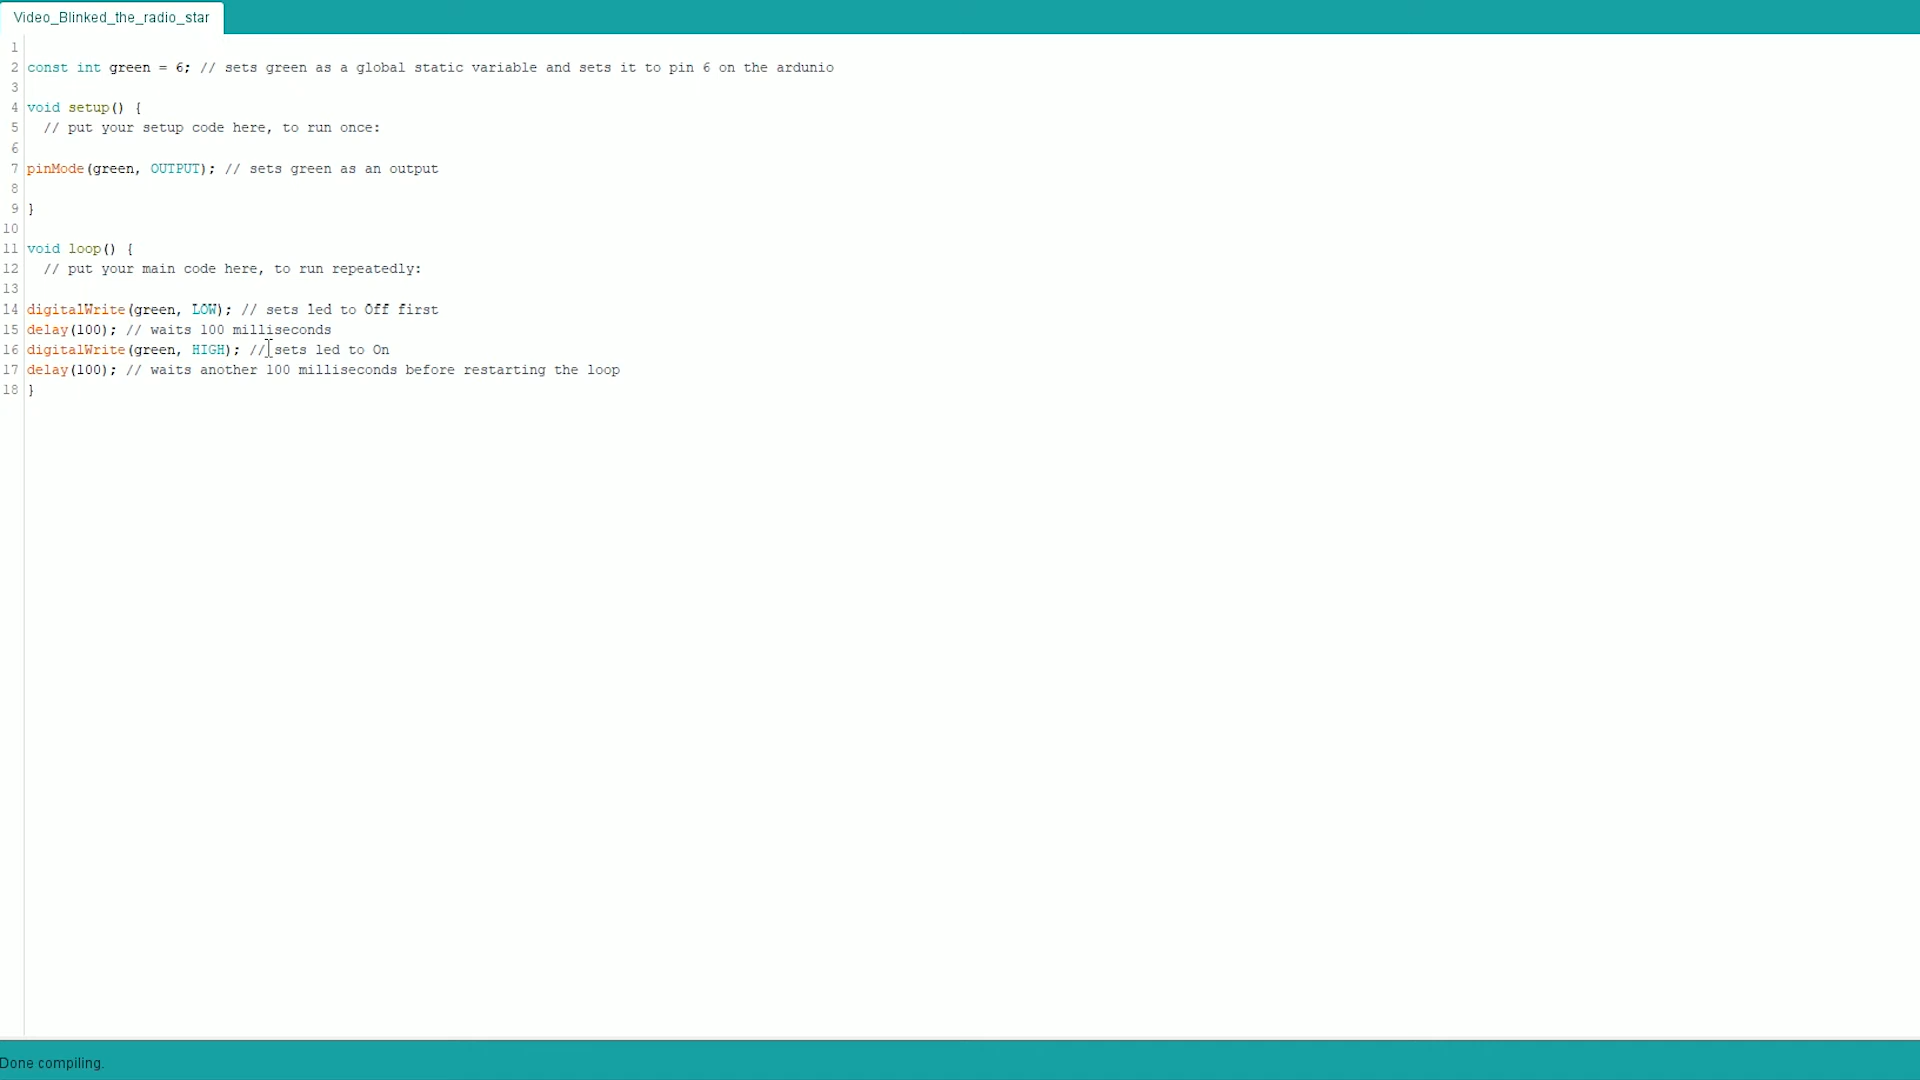 Video_Blinked_the_radio_star
1
2 const int green = 6; // sets green as a global static variable and sets it to pin 6 on the ardunio
3
4 void setup() {
5   // put your setup code here, to run once:
6
7 pinMode(green, OUTPUT); // sets green as an output
8
9 }
10
11 void loop() {
12   // put your main code here, to run repeatedly:
13
14 digitalWrite(green, LOW); // sets led to Off first
15 delay(100); // waits 100 milliseconds
16 digitalWrite(green, HIGH); // sets led to On
17 delay(100); // waits another 100 milliseconds before restarting the loop
18 }
Done compiling.